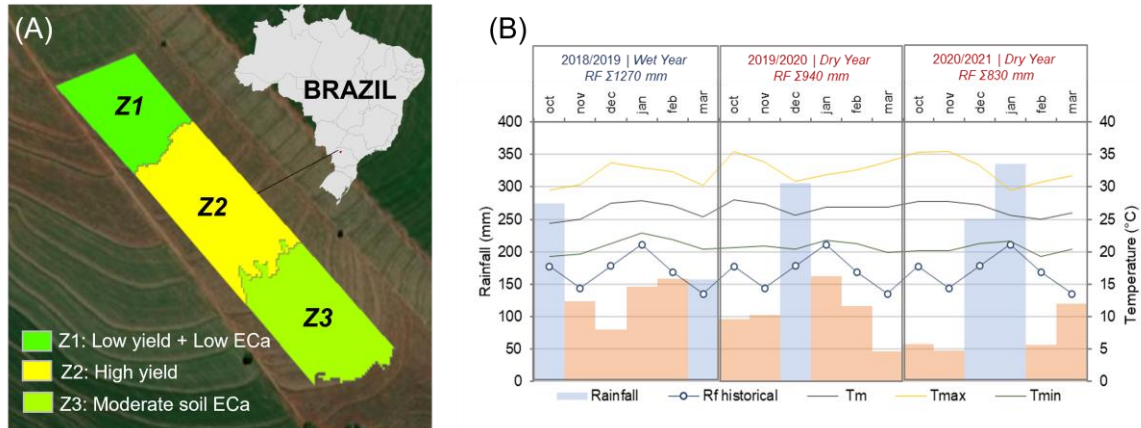 (A)
BRAZIL
Z1
Z2
Z3
Z1: Low yield + Low ECa
Z2: High yield
Z3: Moderate soil ECa
(B)
2018/2019 | Wet Year
RF Σ1270 mm
2019/2020 | Dry Year
RF Σ940 mm
2020/2021 | Dry Year
RF Σ830 mm
oct nov dec jan feb mar oct nov dec jan feb mar oct nov dec jan feb mar
400 40
350 35
300 30
250 25
200 20
150 15
100 10
50 5
0 0
Rainfall (mm)
Temperature (°C)
Rainfall Rf historical Tm Tmax Tmin